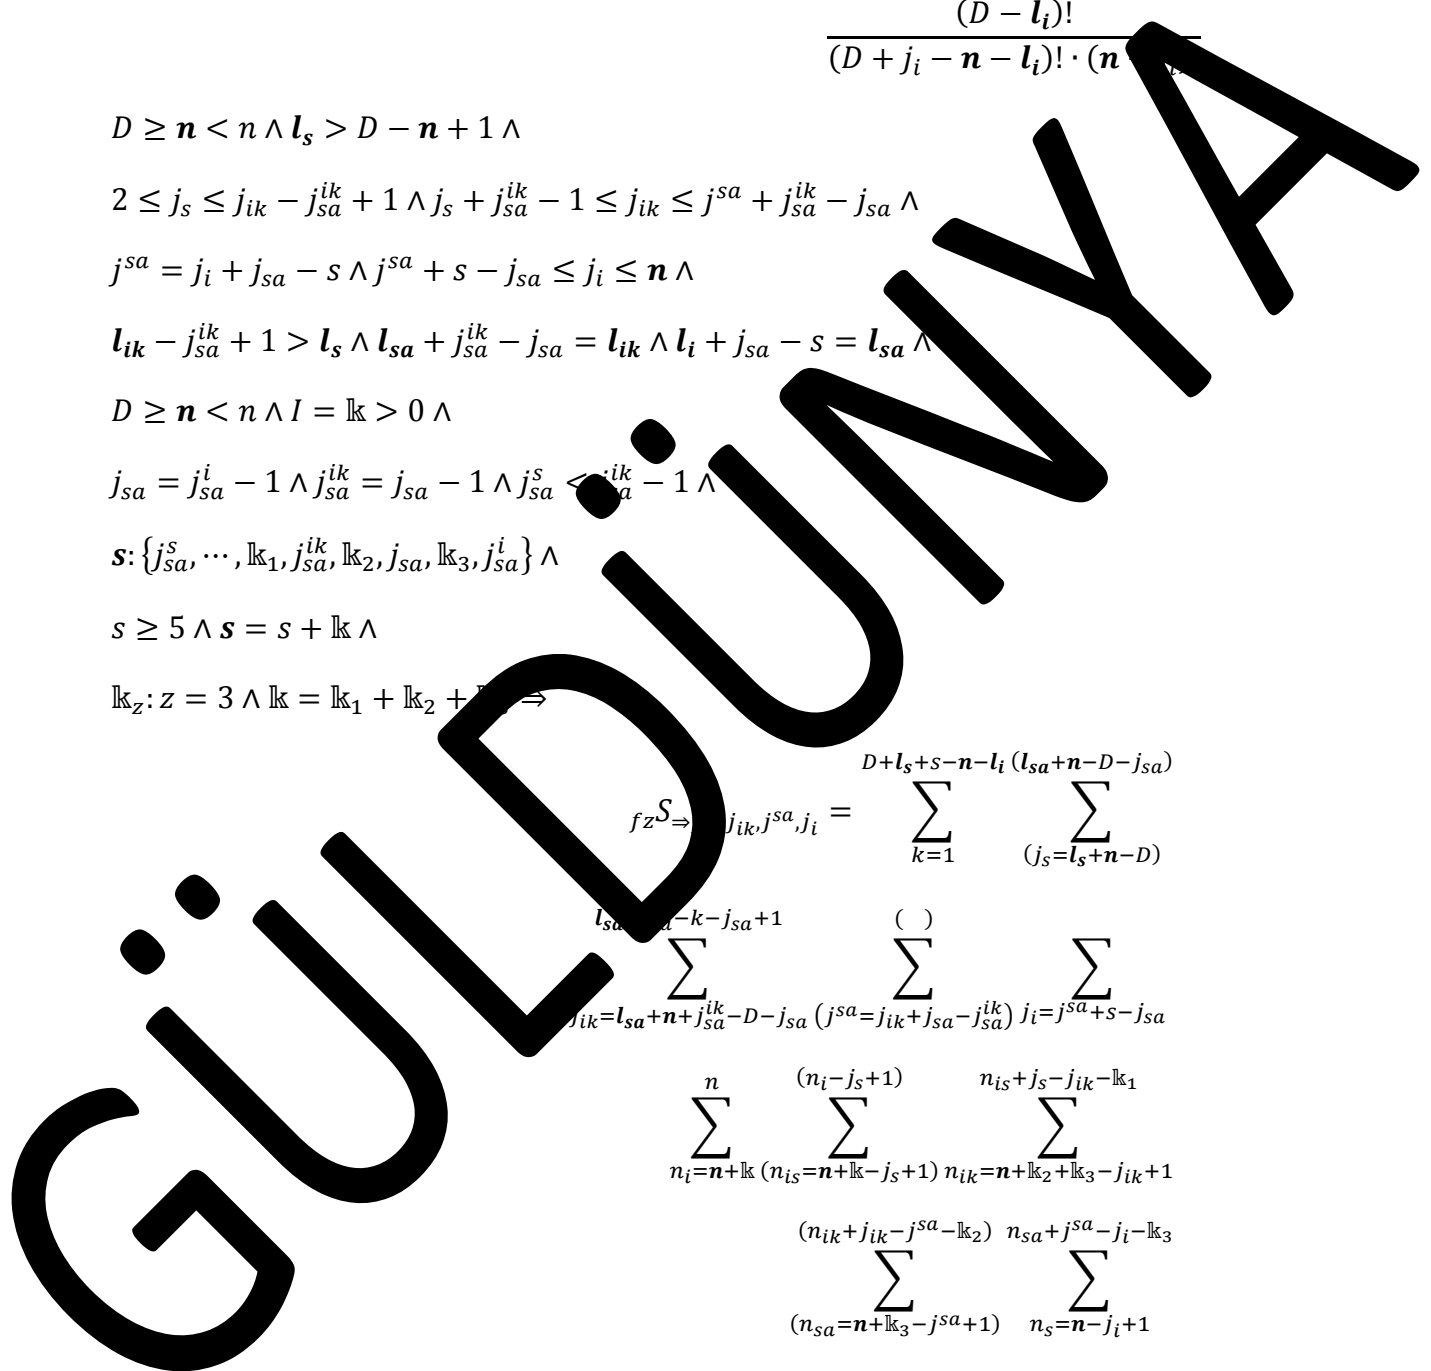 (D − l_i)!
(D + j_i − n − l_i)! · (n
D ≥ n < n ∧ l_s > D − n + 1 ∧
2 ≤ j_s ≤ j_ik − j_sa^ik + 1 ∧ j_s + j_sa^ik − 1 ≤ j_ik ≤ j^sa + j_sa^ik − j_sa ∧
j^sa = j_i + j_sa − s ∧ j^sa + s − j_sa ≤ j_i ≤ n ∧
l_ik − j_sa^ik + 1 > l_s ∧ l_sa + j_sa^ik − j_sa = l_ik ∧ l_i + j_sa − s = l_sa ∧
D ≥ n < n ∧ I = 𝕜 > 0 ∧
j_sa = j_sa^i − 1 ∧ j_sa^ik = j_sa − 1 ∧ j_sa^s < j_sa^ik − 1 ∧
s: {j_sa^s, ⋯, 𝕜_1, j_sa^ik, 𝕜_2, j_sa, 𝕜_3, j_sa^i} ∧
s ≥ 5 ∧ s = s + 𝕜 ∧
𝕜_z: z = 3 ∧ 𝕜 = 𝕜_1 + 𝕜_2 + ⇒
D+l_s+s−n−l_i (l_sa+n−D−j_sa)
fzS⇒ j_ik, j^sa, j_i = ∑ ∑
k=1 (j_s=l_s+n−D)
−k−j_sa+1 ( )
∑ ∑ ∑
j_ik=l_sa+n+j_sa^ik−D−j_sa (j^sa=j_ik+j_sa−j_sa^ik) j_i=j^sa+s−j_sa
n (n_i−j_s+1) n_is+j_s−j_ik−𝕜_1
∑ ∑ ∑
n_i=n+𝕜 (n_is=n+𝕜−j_s+1) n_ik=n+𝕜_2+𝕜_3−j_ik+1
(n_ik+j_ik−j^sa−𝕜_2) n_sa+j^sa−j_i−𝕜_3
∑ ∑
(n_sa=n+𝕜_3−j^sa+1) n_s=n−j_i+1
GÜLDÜNYA